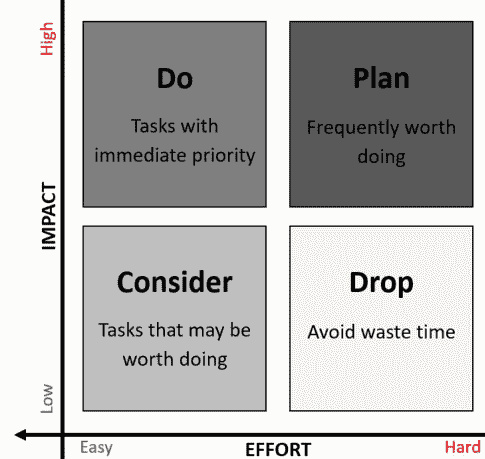 High
Do
Tasks with
immediate priority
Plan
Frequently worth
doing
IMPACT
Consider
Tasks that may be
worth doing
Drop
Avoid waste time
Low
Easy
EFFORT
Hard